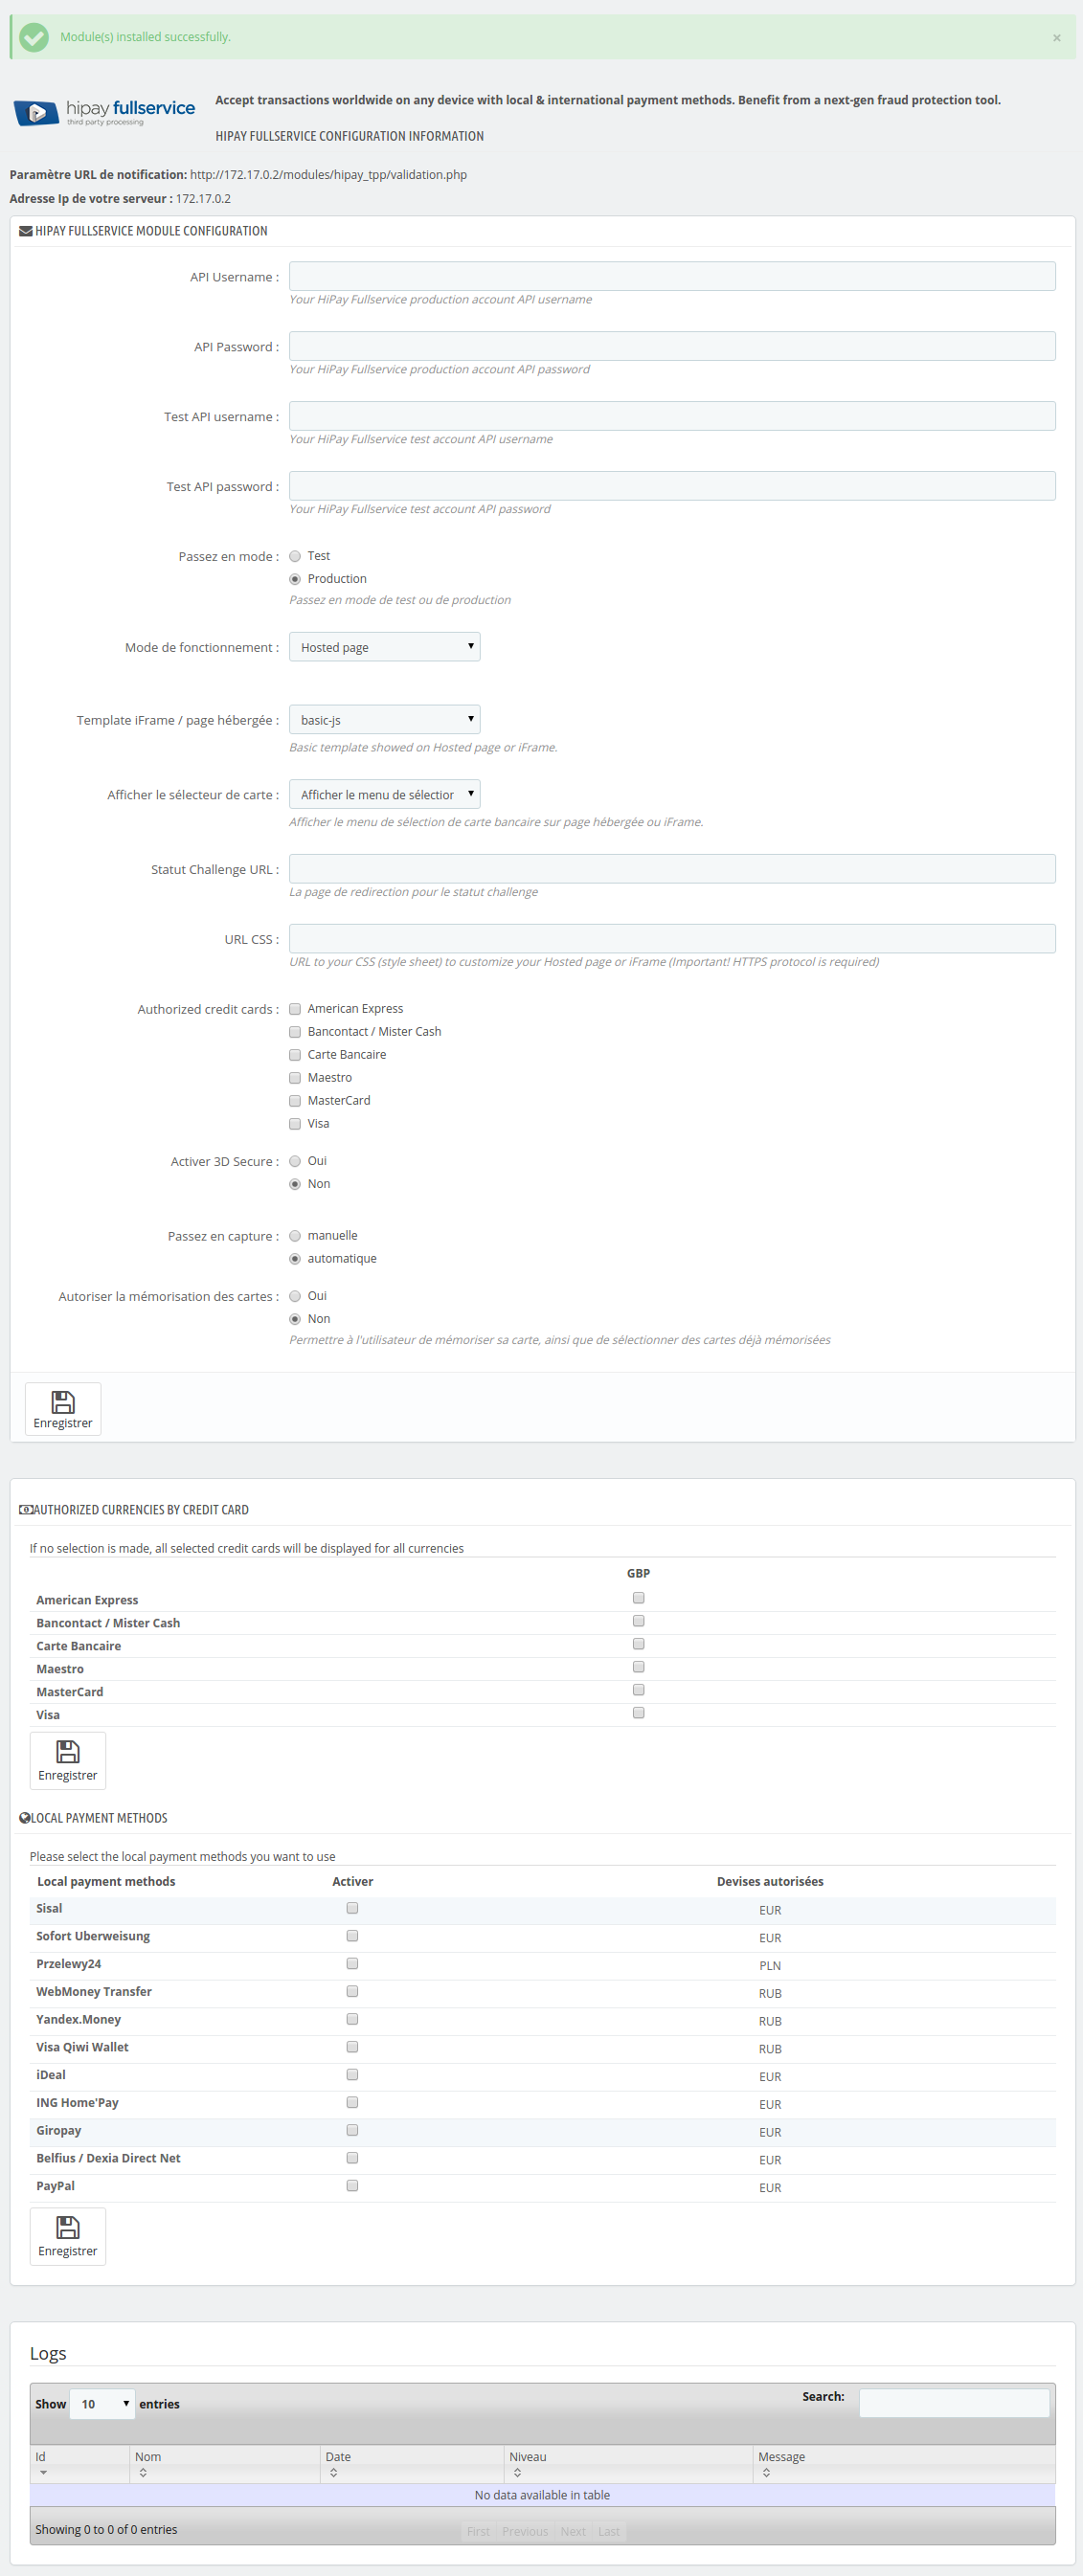 Module(s) installed successfully.
×
hipay fullservice
third party processing
Accept transactions worldwide on any device with local & international payment methods. Benefit from a next-gen fraud protection tool.
HIPAY FULLSERVICE CONFIGURATION INFORMATION
Paramètre URL de notification: http://172.17.0.2/modules/hipay_tpp/validation.php
Adresse Ip de votre serveur : 172.17.0.2
HIPAY FULLSERVICE MODULE CONFIGURATION
API Username :
Your HiPay Fullservice production account API username
API Password :
Your HiPay Fullservice production account API password
Test API username :
Your HiPay Fullservice test account API username
Test API password :
Your HiPay Fullservice test account API password
Passez en mode : Test
Production
Passez en mode de test ou de production
Mode de fonctionnement : Hosted page
Template iFrame / page hébergée : basic-js
Basic template showed on Hosted page or iFrame.
Afficher le sélecteur de carte : Afficher le menu de sélection
Afficher le menu de sélection de carte bancaire sur page hébergée ou iFrame.
Statut Challenge URL :
La page de redirection pour le statut challenge
URL CSS :
URL to your CSS (style sheet) to customize your Hosted page or iFrame (Important! HTTPS protocol is required)
Authorized credit cards : American Express
Bancontact / Mister Cash
Carte Bancaire
Maestro
MasterCard
Visa
Activer 3D Secure : Oui
Non
Passez en capture : manuelle
automatique
Autoriser la mémorisation des cartes : Oui
Non
Permettre à l'utilisateur de mémoriser sa carte, ainsi que de sélectionner des cartes déjà mémorisées
Enregistrer
AUTHORIZED CURRENCIES BY CREDIT CARD
If no selection is made, all selected credit cards will be displayed for all currencies
GBP
American Express
Bancontact / Mister Cash
Carte Bancaire
Maestro
MasterCard
Visa
Enregistrer
LOCAL PAYMENT METHODS
Please select the local payment methods you want to use
Local payment methods Activer Devises autorisées
Sisal EUR
Sofort Uberweisung EUR
Przelewy24 PLN
WebMoney Transfer RUB
Yandex.Money RUB
Visa Qiwi Wallet RUB
iDeal EUR
ING Home'Pay EUR
Giropay EUR
Belfius / Dexia Direct Net EUR
PayPal EUR
Enregistrer
Logs
Show 10 entries Search:
Id Nom Date Niveau Message
No data available in table
Showing 0 to 0 of 0 entries First Previous Next Last